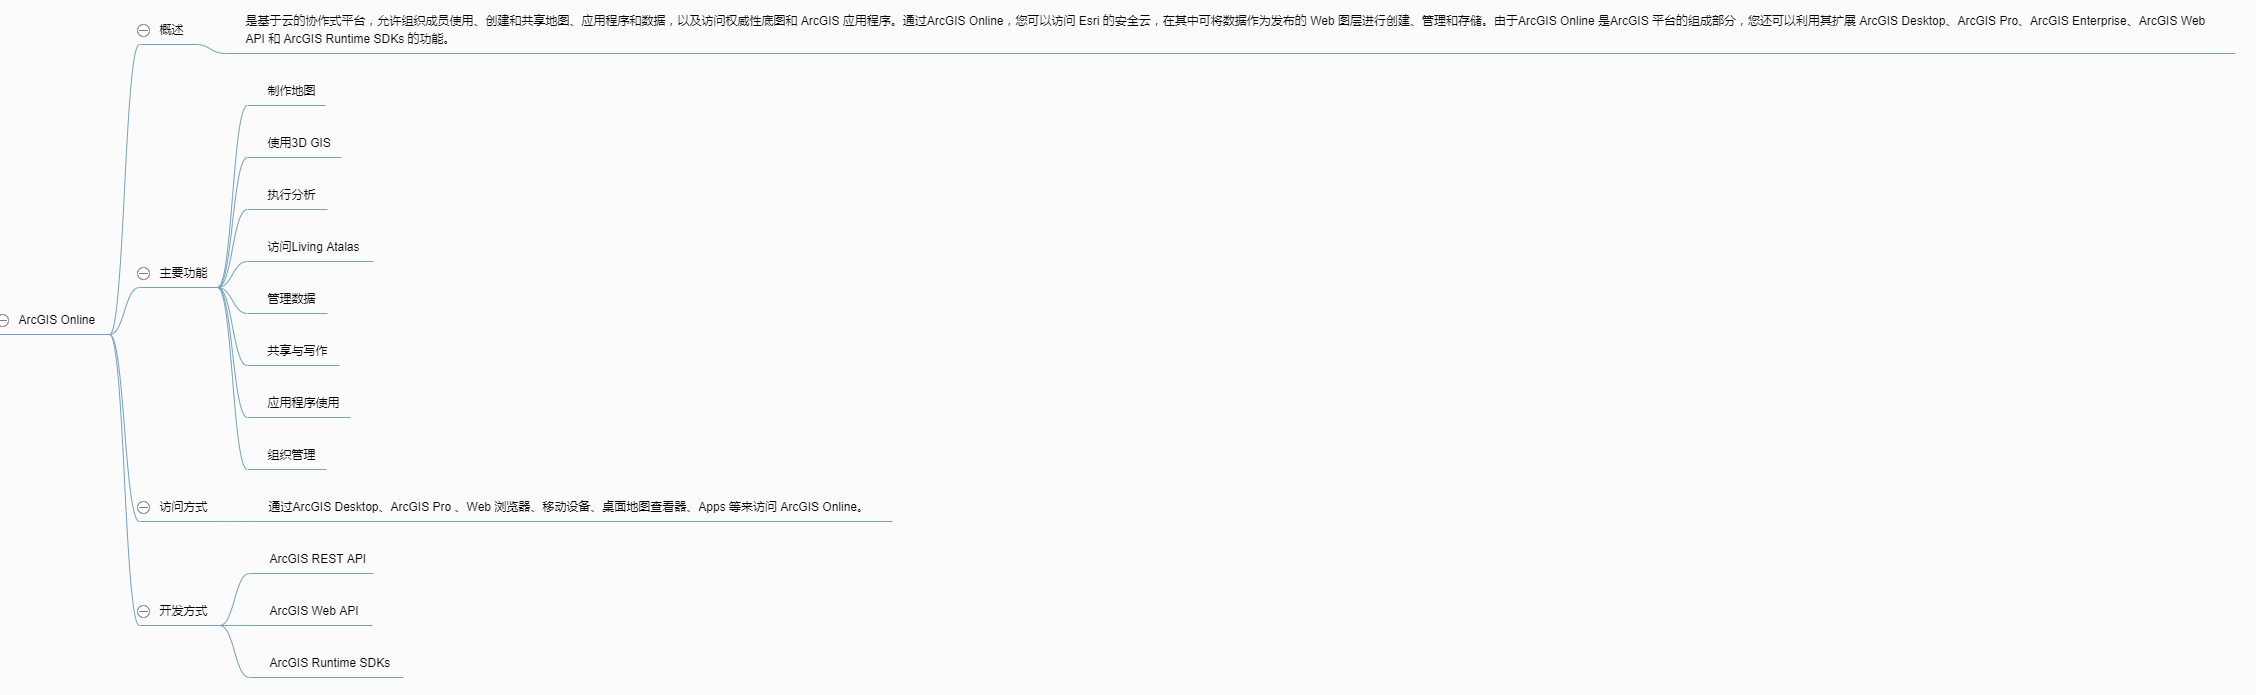 概述
是基于云的协作式平台，允许组织成员使用、创建和共享地图、应用程序和数据，以及访问权威性底图和 ArcGIS 应用程序。通过ArcGIS Online，您可以访问 Esri 的安全云，在其中可将数据作为发布的 Web 图层进行创建、管理和存储。由于ArcGIS Online 是ArcGIS 平台的组成部分，您还可以利用其扩展 ArcGIS Desktop、ArcGIS Pro、ArcGIS Enterprise、ArcGIS Web
API 和 ArcGIS Runtime SDKs 的功能。
制作地图
使用3D GIS
执行分析
访问Living Atalas
主要功能
管理数据
ArcGIS Online
共享与写作
应用程序使用
组织管理
访问方式
通过ArcGIS Desktop、ArcGIS Pro 、Web 浏览器、移动设备、桌面地图查看器、Apps 等来访问 ArcGIS Online。
ArcGIS REST API
开发方式
ArcGIS Web API
ArcGIS Runtime SDKs